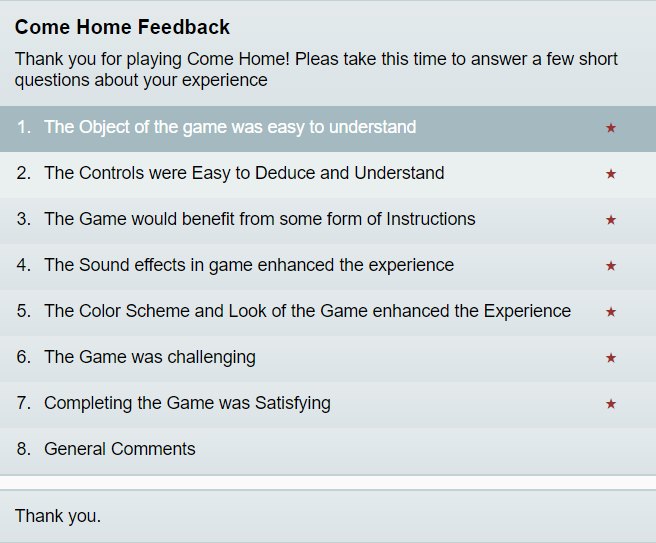 Come Home Feedback
Thank you for playing Come Home! Pleas take this time to answer a few short
questions about your experience
1. The Object of the game was easy to understand ★
2. The Controls were Easy to Deduce and Understand ★
3. The Game would benefit from some form of Instructions ★
4. The Sound effects in game enhanced the experience ★
5. The Color Scheme and Look of the Game enhanced the Experience ★
6. The Game was challenging ★
7. Completing the Game was Satisfying ★
8. General Comments
Thank you.